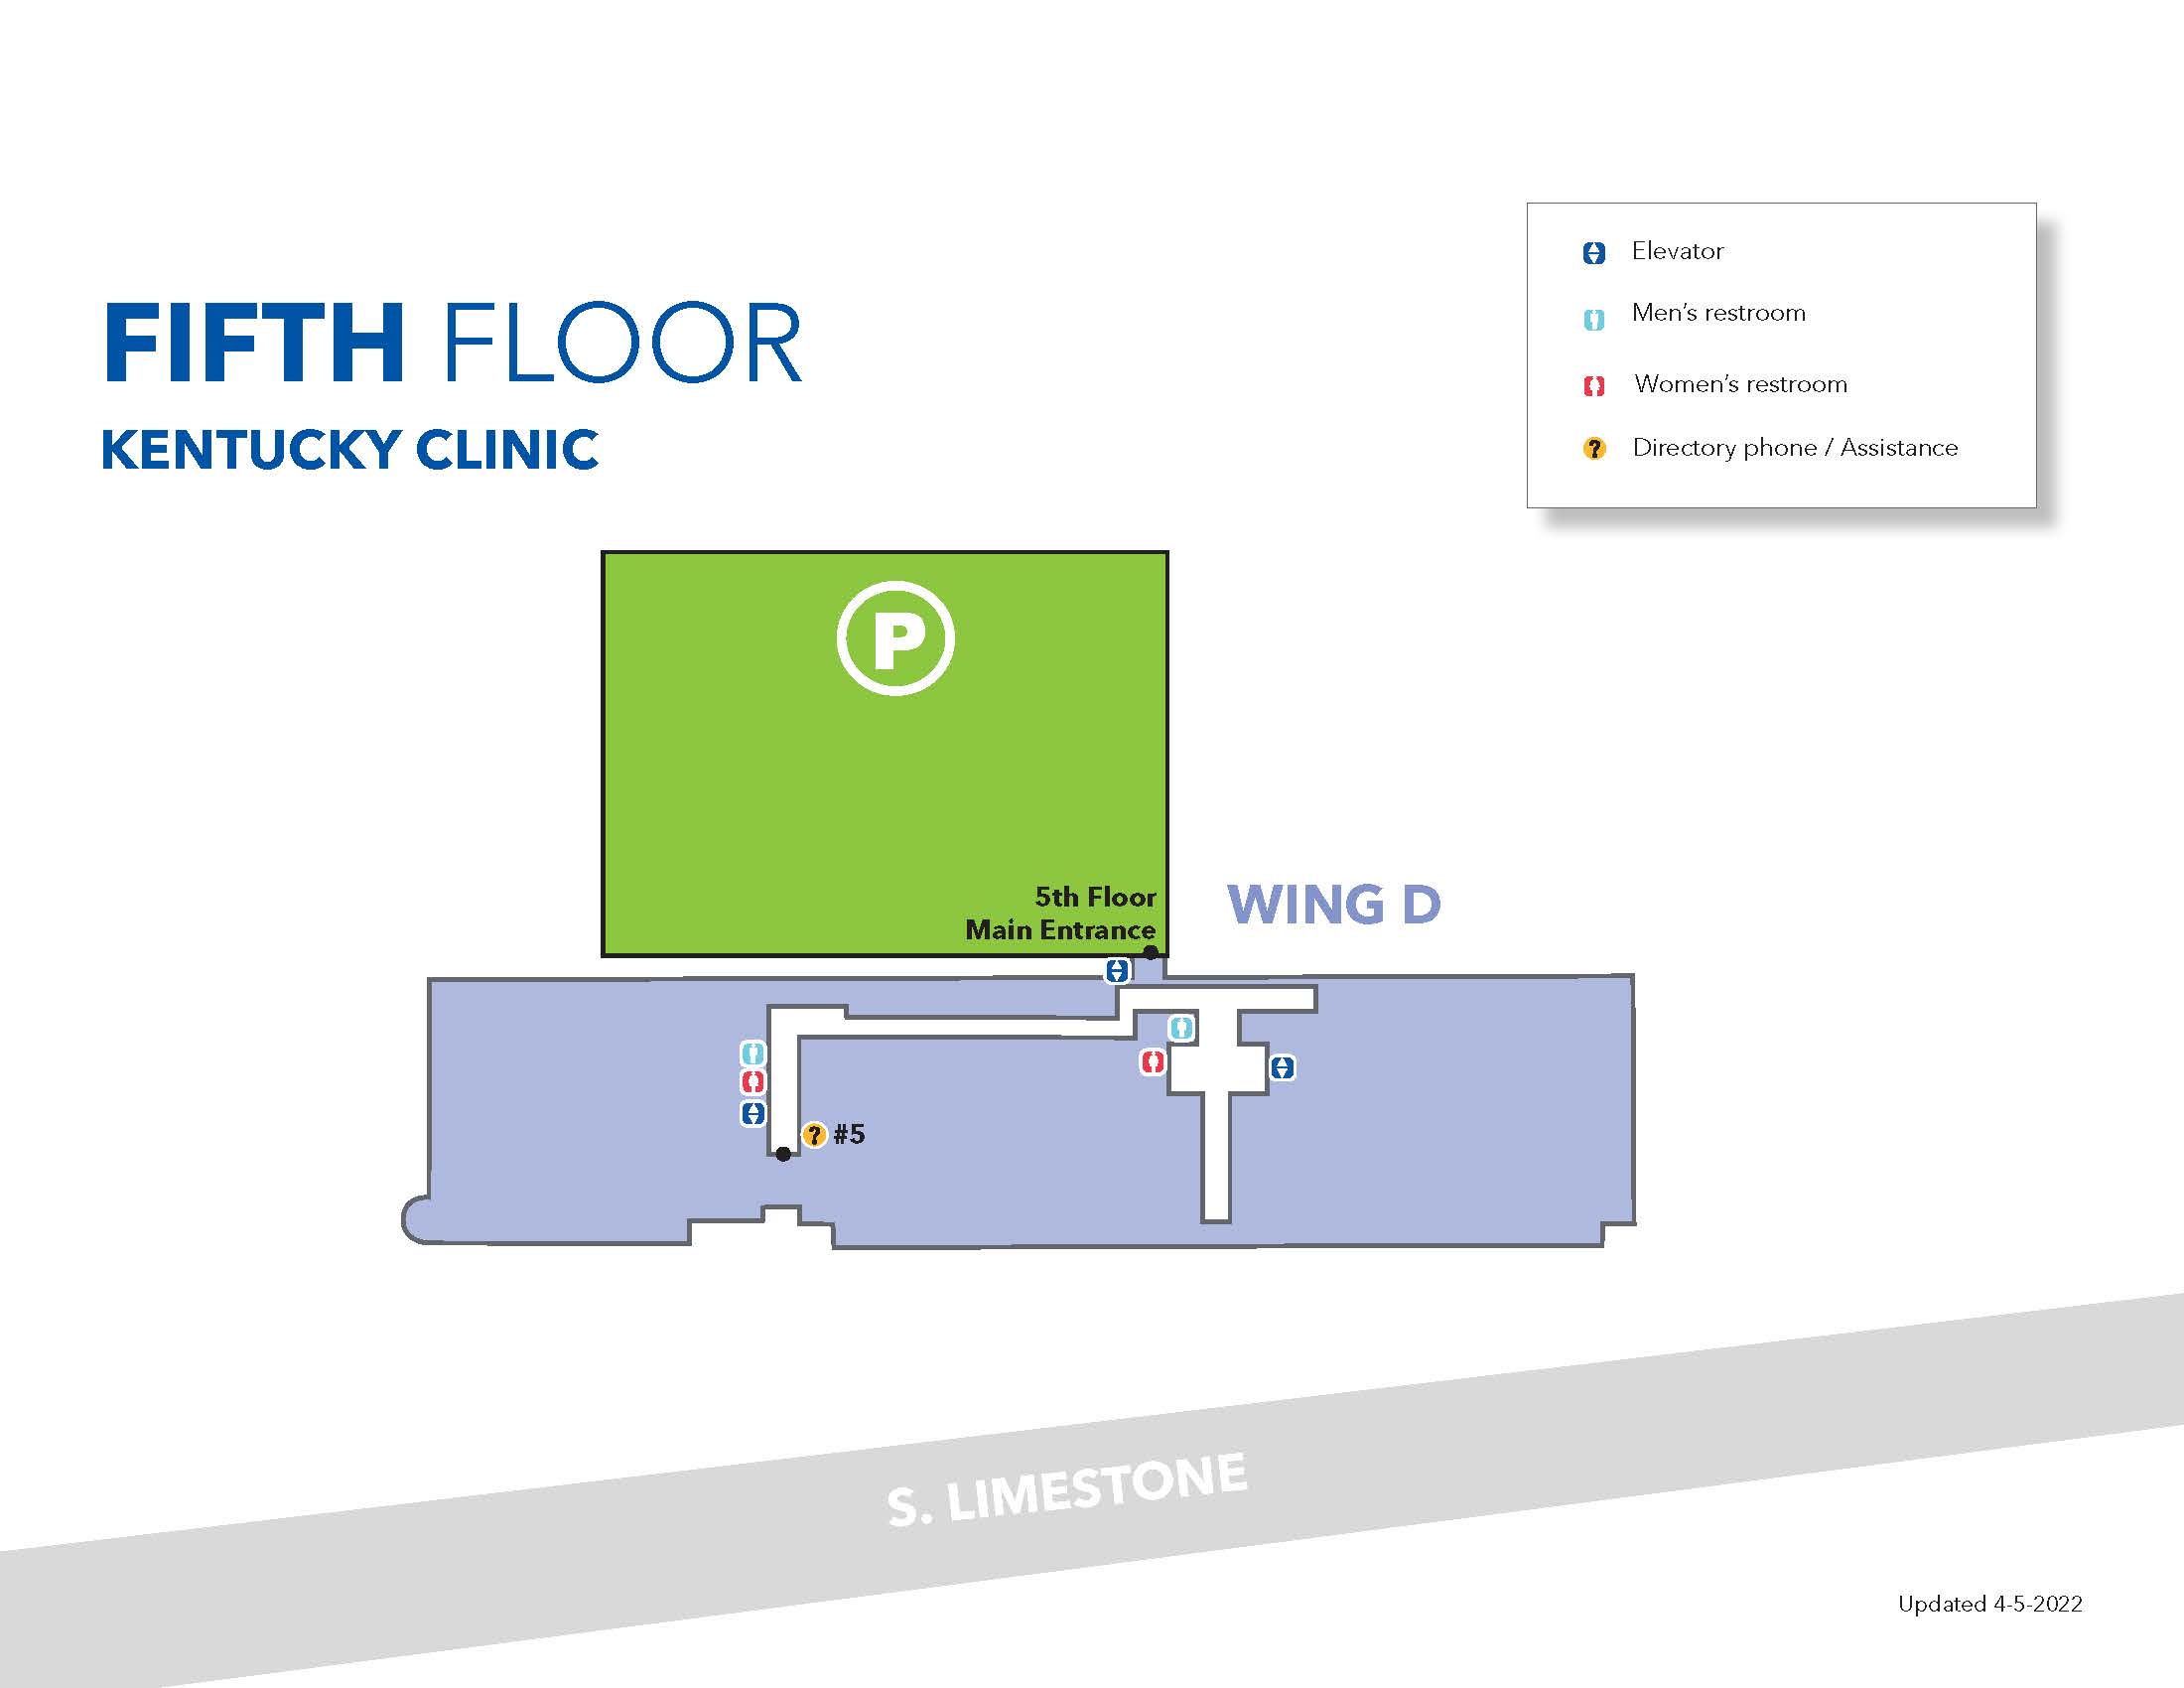 FIFTH FLOOR
KENTUCKY CLINIC
Elevator
Men’s restroom
Women’s restroom
? Directory phone / Assistance
P
5th Floor
Main Entrance
WING D
? #5
S. LIMESTONE
Updated 4-5-2022